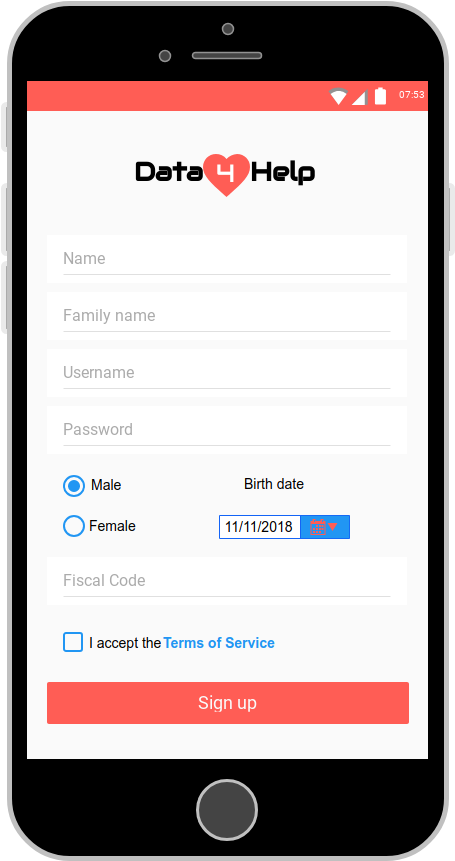 07:53
Data 4 Help
Name
Family name
Username
Password
Male
Birth date
Female
11/11/2018
Fiscal Code
I accept the Terms of Service
Sign up